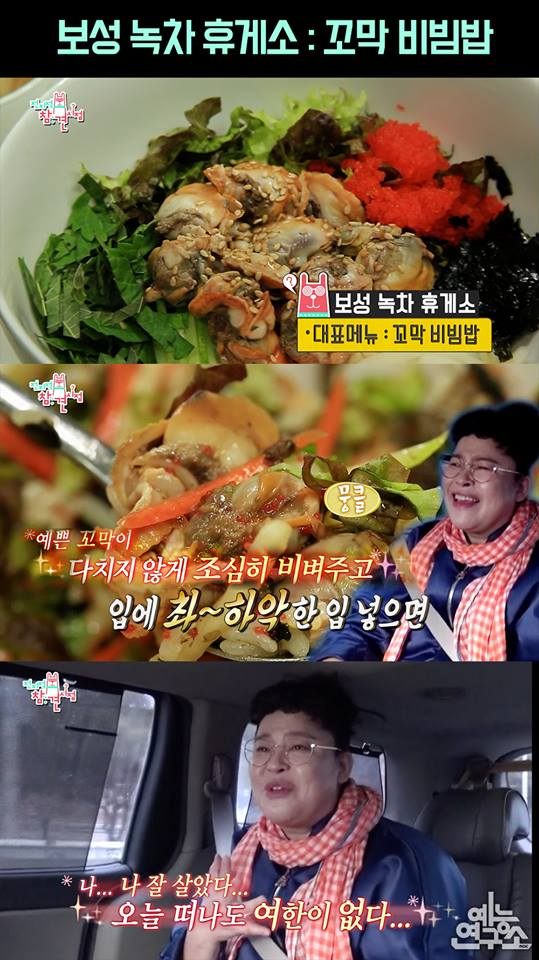 보성 녹차 휴게소 : 꼬막 비빔밥
전지적
참견시점
?
보성 녹차 휴게소
•대표메뉴 : 꼬막 비빔밥
전지적
참견시점
뭉클
*예쁜 꼬막이
다치지 않게 조심히 비벼주고
입에 촤~하악 한 입 넣으면
전지적
참견시점
*나... 나 잘 살았다...
오늘 떠나도 여한이 없다...
예능
연구소